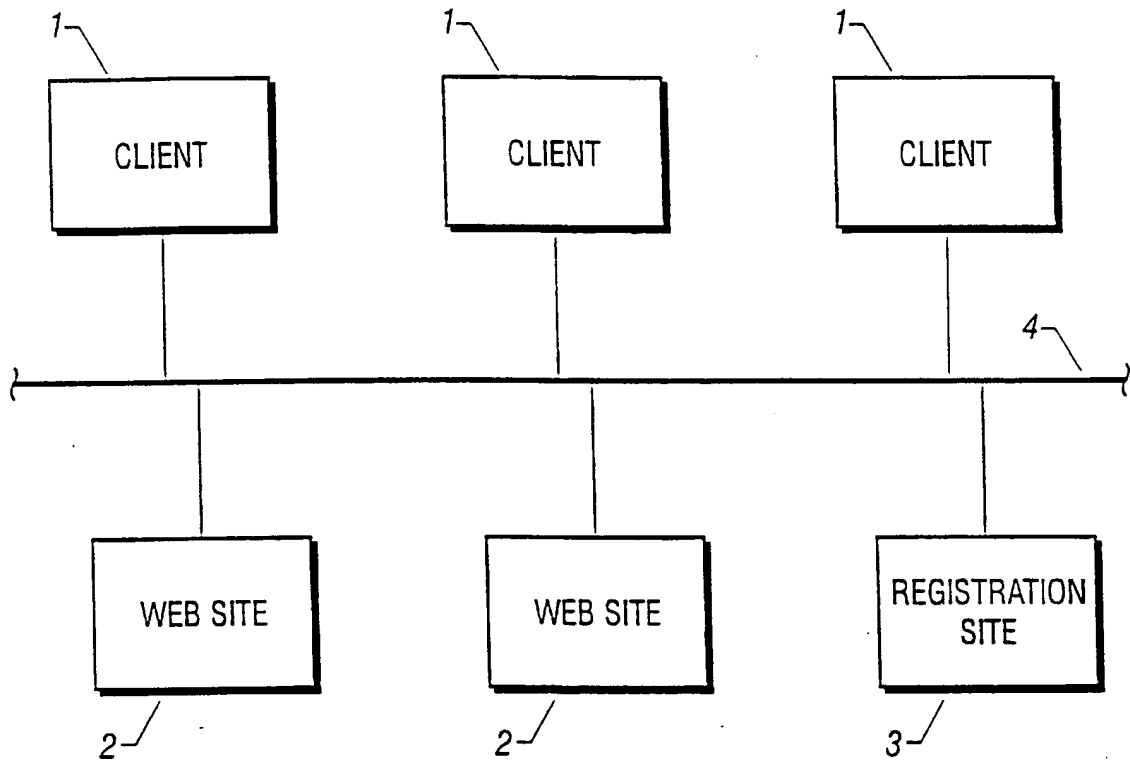 1 1 1
CLIENT CLIENT CLIENT
4
WEB SITE WEB SITE REGISTRATION
SITE
2 2 3